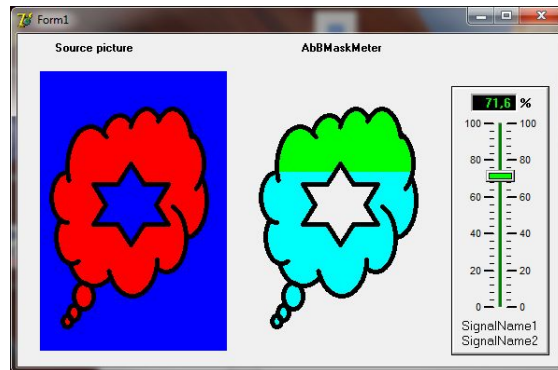 Form1
Source picture
AbBMaskMeter
71,6 %
100 100
80 80
60 60
40 40
20 20
0 0
SignalName1
SignalName2